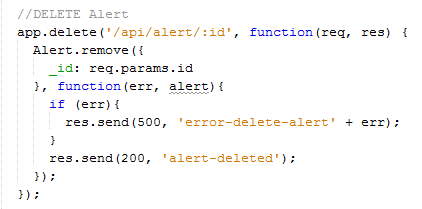 //DELETE Alert
app.delete('/api/alert/:id', function(req, res) {
  Alert.remove({
    _id: req.params.id
  }, function(err, alert){
    if (err){
      res.send(500, 'error-delete-alert' + err);
    }
    res.send(200, 'alert-deleted');
  });
});